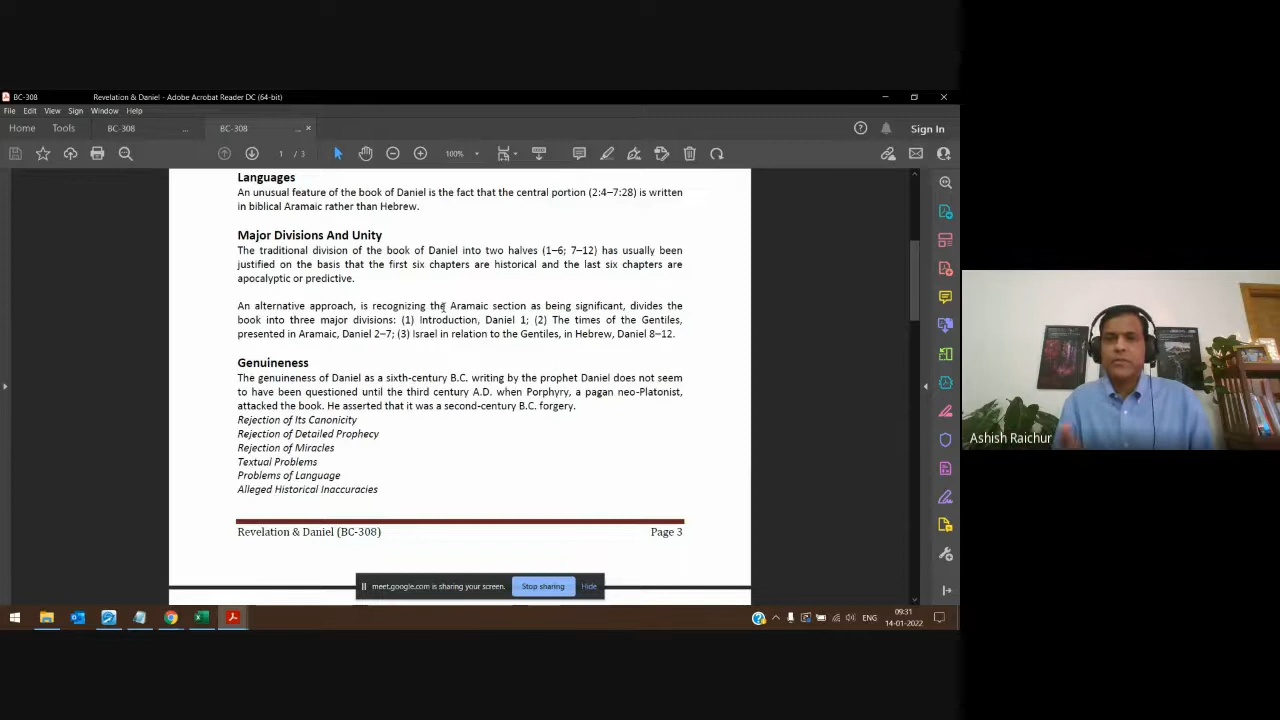 BC-308 Revelation & Daniel - Adobe Acrobat Reader DC (64-bit)
File Edit View Sign Window Help
Home Tools BC-308 ... BC-308 ... × Sign In
1 / 3 100%
Languages
An unusual feature of the book of Daniel is the fact that the central portion (2:4–7:28) is written
in biblical Aramaic rather than Hebrew.
Major Divisions And Unity
The traditional division of the book of Daniel into two halves (1–6; 7–12) has usually been
justified on the basis that the first six chapters are historical and the last six chapters are
apocalyptic or predictive.
An alternative approach, is recognizing the Aramaic section as being significant, divides the
book into three major divisions: (1) Introduction, Daniel 1; (2) The times of the Gentiles,
presented in Aramaic, Daniel 2–7; (3) Israel in relation to the Gentiles, in Hebrew, Daniel 8–12.
Genuineness
The genuineness of Daniel as a sixth-century B.C. writing by the prophet Daniel does not seem
to have been questioned until the third century A.D. when Porphyry, a pagan neo-Platonist,
attacked the book. He asserted that it was a second-century B.C. forgery.
Rejection of Its Canonicity
Rejection of Detailed Prophecy
Rejection of Miracles
Textual Problems
Problems of Language
Alleged Historical Inaccuracies
Revelation & Daniel (BC-308) Page 3
Ashish Raichur
meet.google.com is sharing your screen. Stop sharing Hide
ENG 09:31
14-01-2022